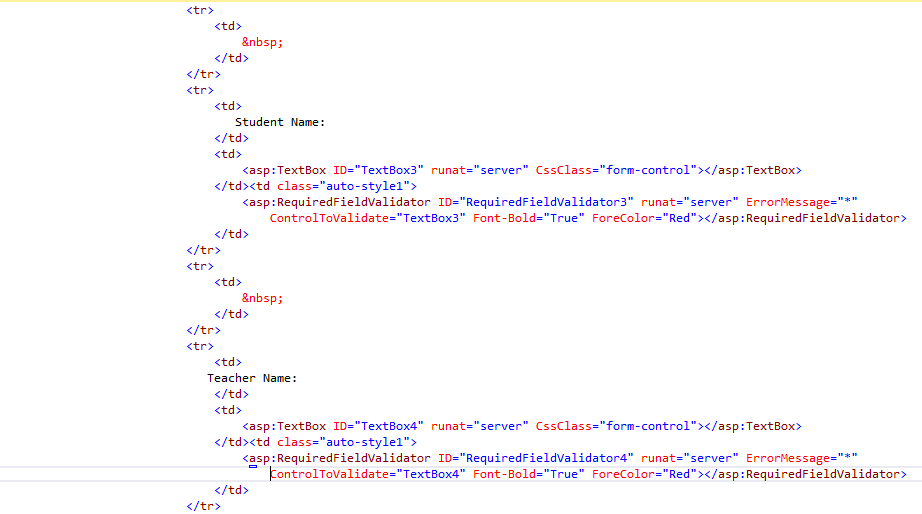 <tr>
<td>
&nbsp;
</td>
</tr>
<tr>
<td>
Student Name:
</td>
<td>
<asp:TextBox ID="TextBox3" runat="server" CssClass="form-control"></asp:TextBox>
</td><td class="auto-style1">
<asp:RequiredFieldValidator ID="RequiredFieldValidator3" runat="server" ErrorMessage="*"
ControlToValidate="TextBox3" Font-Bold="True" ForeColor="Red"></asp:RequiredFieldValidator>
</td>
</tr>
<tr>
<td>
&nbsp;
</td>
</tr>
<tr>
<td>
Teacher Name:
</td>
<td>
<asp:TextBox ID="TextBox4" runat="server" CssClass="form-control"></asp:TextBox>
</td><td class="auto-style1">
<asp:RequiredFieldValidator ID="RequiredFieldValidator4" runat="server" ErrorMessage="*"
ControlToValidate="TextBox4" Font-Bold="True" ForeColor="Red"></asp:RequiredFieldValidator>
</td>
</tr>